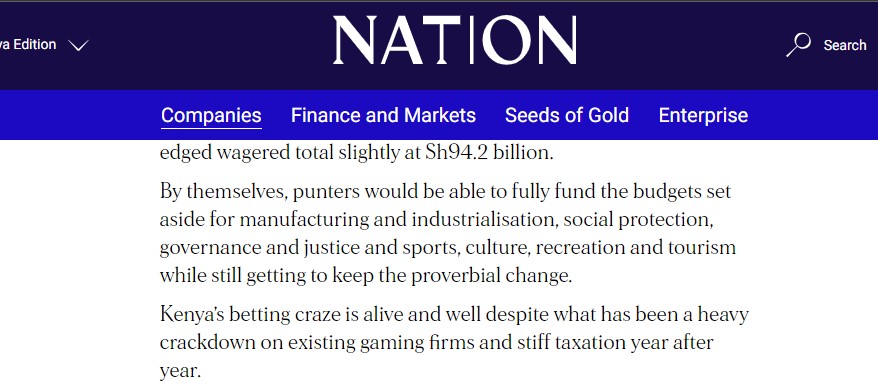 ya Edition
NATION
Search
Companies Finance and Markets Seeds of Gold Enterprise
edged wagered total slightly at Sh94.2 billion.
By themselves, punters would be able to fully fund the budgets set
aside for manufacturing and industrialisation, social protection,
governance and justice and sports, culture, recreation and tourism
while still getting to keep the proverbial change.
Kenya's betting craze is alive and well despite what has been a heavy
crackdown on existing gaming firms and stiff taxation year after
year.